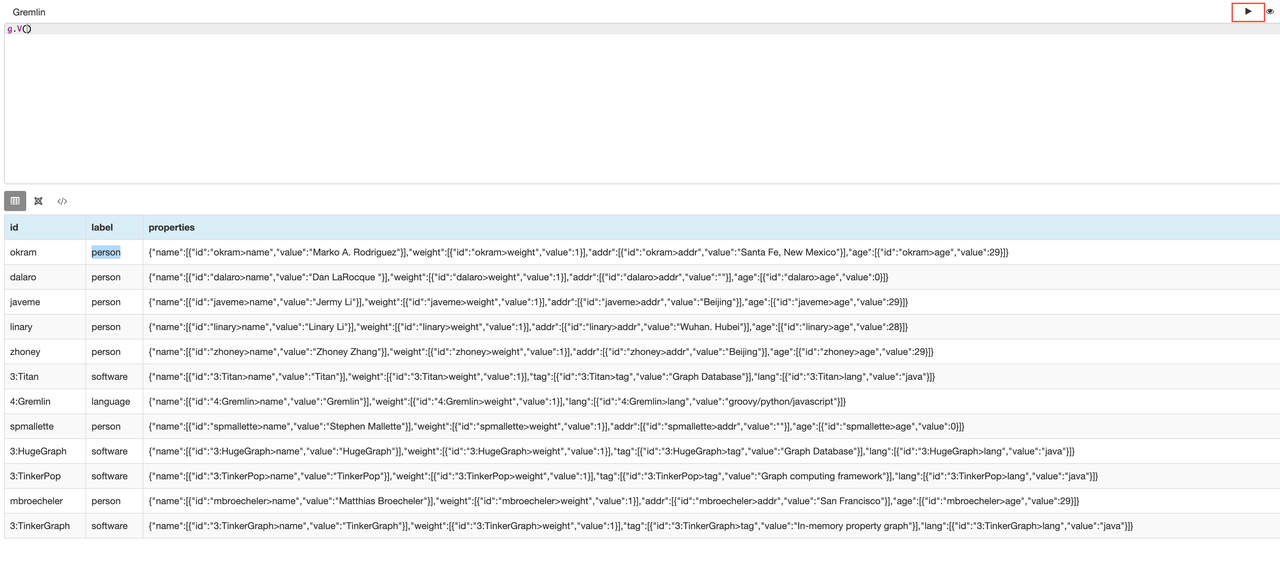 Gremlin
g.V()
</>
id label properties
okram person {"name":[{"id":"okram>name","value":"Marko A. Rodriguez"}],"weight":[{"id":"okram>weight","value":1}],"addr":[{"id":"okram>addr","value":"Santa Fe, New Mexico"}],"age":[{"id":"okram>age","value":29}]}
dalaro person {"name":[{"id":"dalaro>name","value":"Dan LaRocque "}],"weight":[{"id":"dalaro>weight","value":1}],"addr":[{"id":"dalaro>addr","value":""}],"age":[{"id":"dalaro>age","value":0}]}
javeme person {"name":[{"id":"javeme>name","value":"Jermy Li"}],"weight":[{"id":"javeme>weight","value":1}],"addr":[{"id":"javeme>addr","value":"Beijing"}],"age":[{"id":"javeme>age","value":29}]}
linary person {"name":[{"id":"linary>name","value":"Linary Li"}],"weight":[{"id":"linary>weight","value":1}],"addr":[{"id":"linary>addr","value":"Wuhan. Hubei"}],"age":[{"id":"linary>age","value":28}]}
zhoney person {"name":[{"id":"zhoney>name","value":"Zhoney Zhang"}],"weight":[{"id":"zhoney>weight","value":1}],"addr":[{"id":"zhoney>addr","value":"Beijing"}],"age":[{"id":"zhoney>age","value":29}]}
3:Titan software {"name":[{"id":"3:Titan>name","value":"Titan"}],"weight":[{"id":"3:Titan>weight","value":1}],"tag":[{"id":"3:Titan>tag","value":"Graph Database"}],"lang":[{"id":"3:Titan>lang","value":"java"}]}
4:Gremlin language {"name":[{"id":"4:Gremlin>name","value":"Gremlin"}],"weight":[{"id":"4:Gremlin>weight","value":1}],"lang":[{"id":"4:Gremlin>lang","value":"groovy/python/javascript"}]}
spmallette person {"name":[{"id":"spmallette>name","value":"Stephen Mallette"}],"weight":[{"id":"spmallette>weight","value":1}],"addr":[{"id":"spmallette>addr","value":""}],"age":[{"id":"spmallette>age","value":0}]}
3:HugeGraph software {"name":[{"id":"3:HugeGraph>name","value":"HugeGraph"}],"weight":[{"id":"3:HugeGraph>weight","value":1}],"tag":[{"id":"3:HugeGraph>tag","value":"Graph Database"}],"lang":[{"id":"3:HugeGraph>lang","value":"java"}]}
3:TinkerPop software {"name":[{"id":"3:TinkerPop>name","value":"TinkerPop"}],"weight":[{"id":"3:TinkerPop>weight","value":1}],"tag":[{"id":"3:TinkerPop>tag","value":"Graph computing framework"}],"lang":[{"id":"3:TinkerPop>lang","value":"java"}]}
mbroecheler person {"name":[{"id":"mbroecheler>name","value":"Matthias Broecheler"}],"weight":[{"id":"mbroecheler>weight","value":1}],"addr":[{"id":"mbroecheler>addr","value":"San Francisco"}],"age":[{"id":"mbroecheler>age","value":29}]}
3:TinkerGraph software {"name":[{"id":"3:TinkerGraph>name","value":"TinkerGraph"}],"weight":[{"id":"3:TinkerGraph>weight","value":1}],"tag":[{"id":"3:TinkerGraph>tag","value":"In-memory property graph"}],"lang":[{"id":"3:TinkerGraph>lang","value":"java"}]}